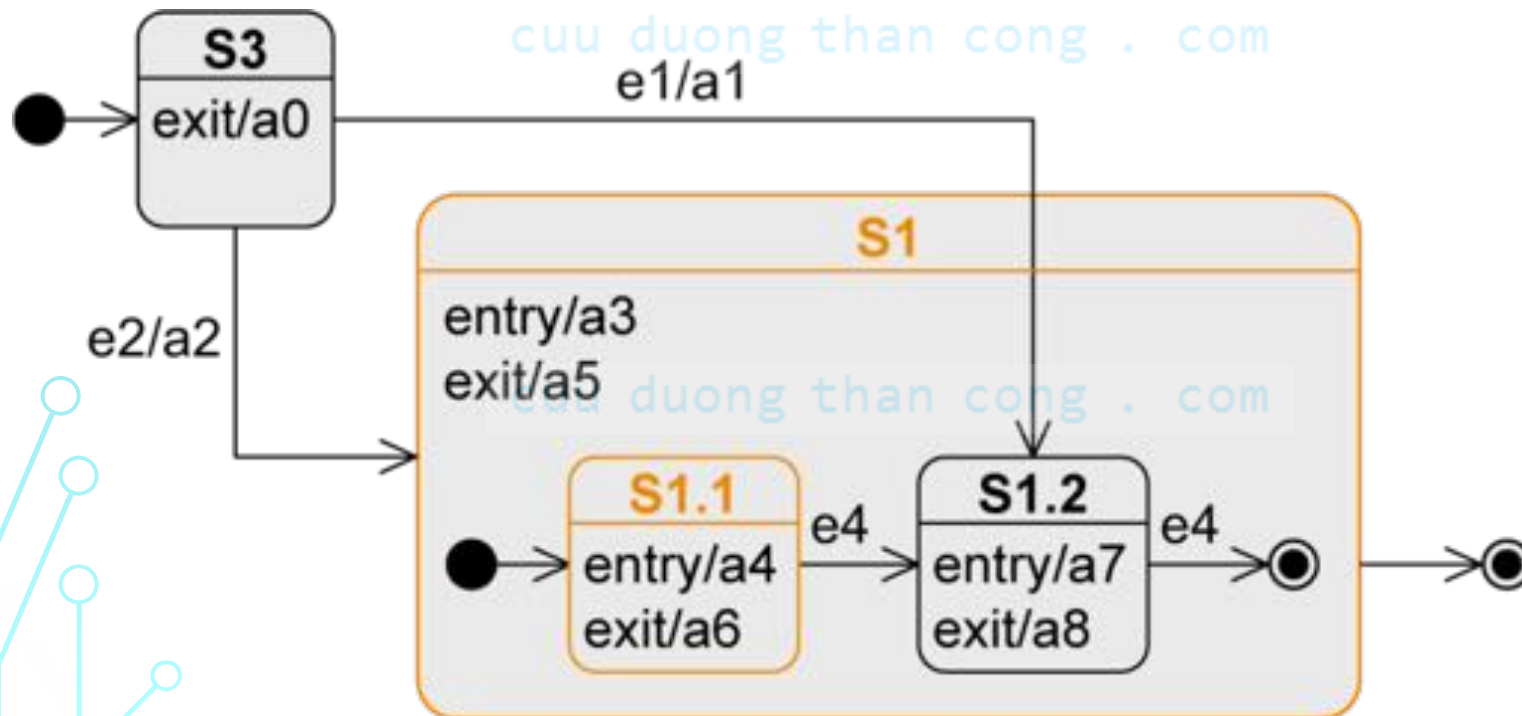 cuu duong than cong . com
S3
exit/a0
e1/a1
S1
entry/a3
exit/a5
e2/a2
cuu duong than cong . com
S1.1
entry/a4
exit/a6
e4
S1.2
entry/a7
exit/a8
e4